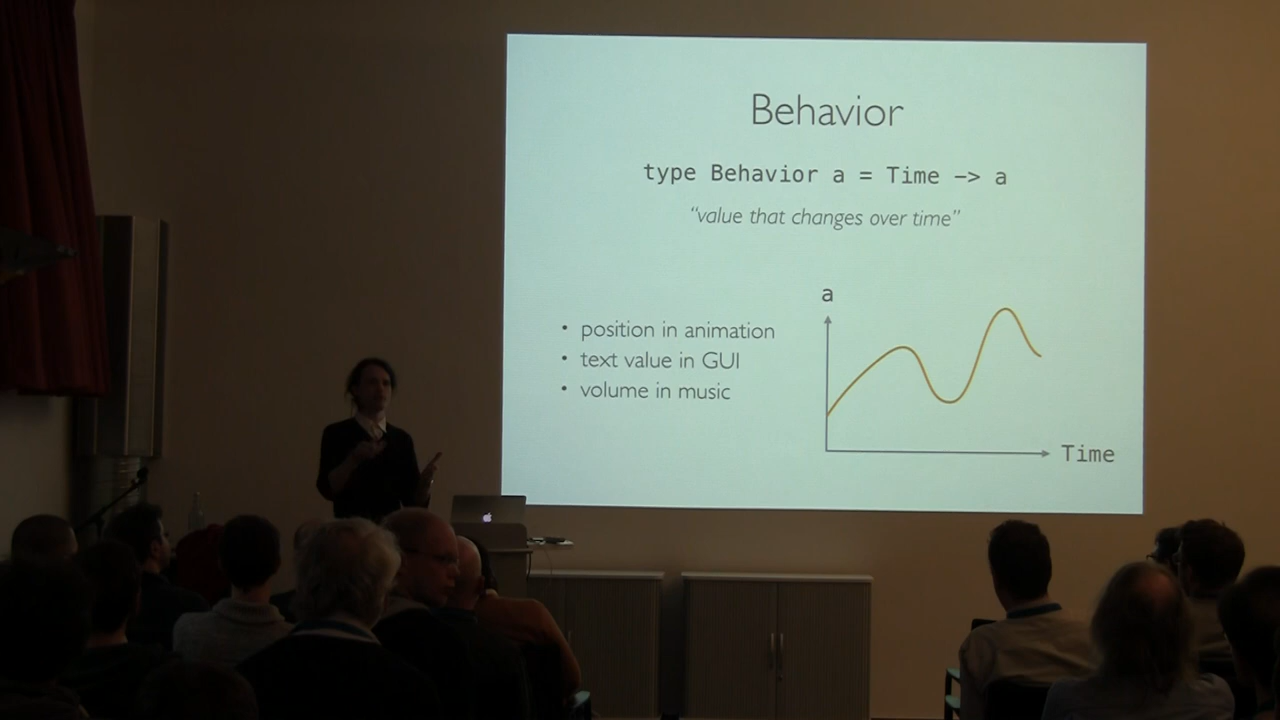 Behavior
type Behavior a = Time -> a
“value that changes over time”
• position in animation
• text value in GUI
• volume in music
a
Time